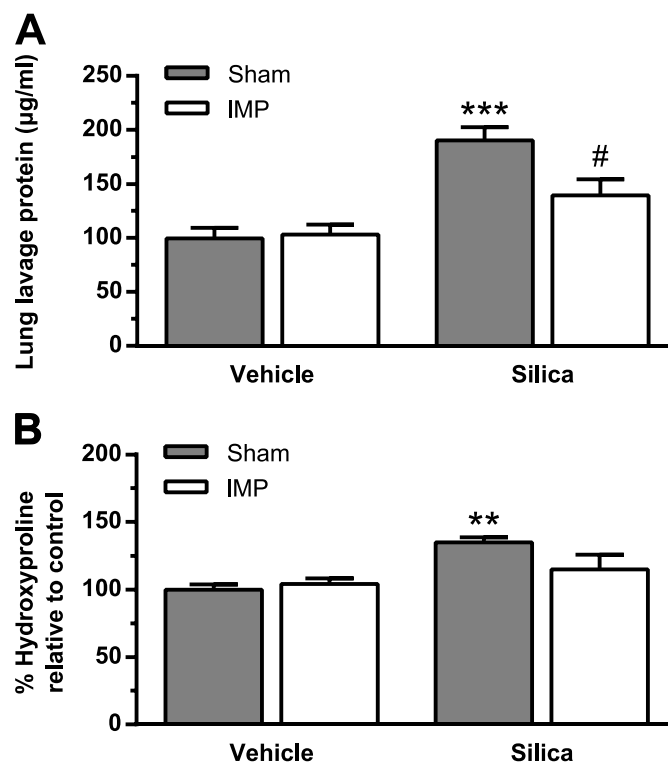 A
Lung lavage protein (µg/ml)
250
200
150
100
50
0
Sham
IMP
***
#
Vehicle
Silica
B
% Hydroxyproline
relative to control
200
150
100
50
0
Sham
IMP
**
Vehicle
Silica